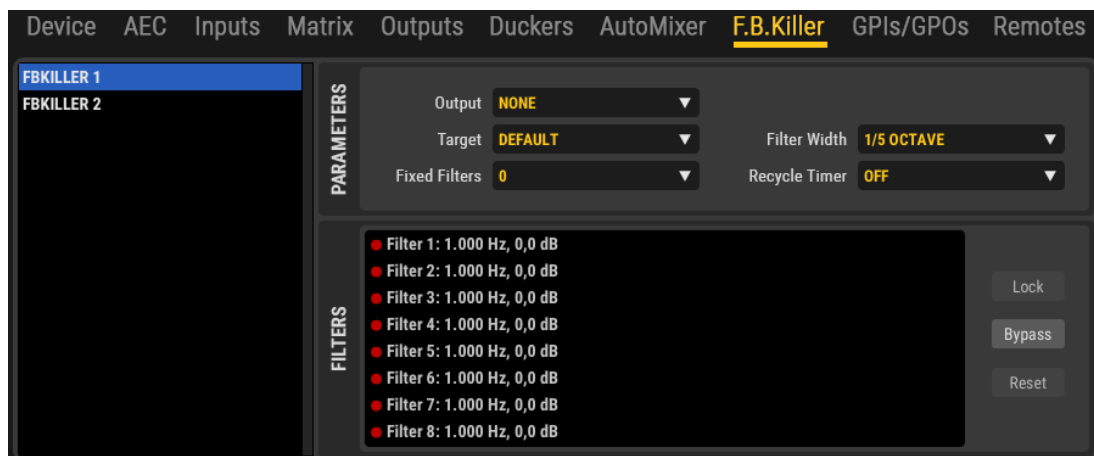 Device AEC Inputs Matrix Outputs Duckers AutoMixer F.B.Killer GPIs/GPOs Remotes
FBKILLER 1
FBKILLER 2
PARAMETERS
Output NONE
Target DEFAULT Filter Width 1/5 OCTAVE
Fixed Filters 0 Recycle Timer OFF
FILTERS
Filter 1: 1.000 Hz, 0,0 dB
Filter 2: 1.000 Hz, 0,0 dB
Filter 3: 1.000 Hz, 0,0 dB
Filter 4: 1.000 Hz, 0,0 dB
Filter 5: 1.000 Hz, 0,0 dB
Filter 6: 1.000 Hz, 0,0 dB
Filter 7: 1.000 Hz, 0,0 dB
Filter 8: 1.000 Hz, 0,0 dB
Lock
Bypass
Reset